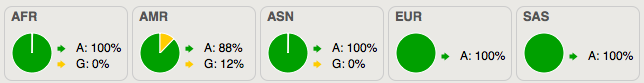 AFR
A: 100%
G: 0%
AMR
A: 88%
G: 12%
ASN
A: 100%
G: 0%
EUR
A: 100%
SAS
A: 100%